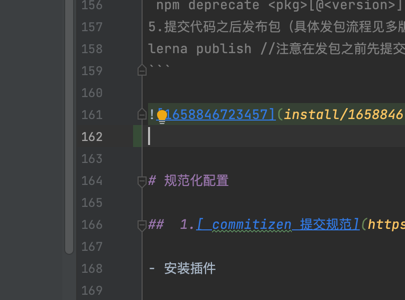 156 npm deprecate <pkg>[@<version>]
157 5.提交代码之后发布包（具体发包流程见多版
158 lerna publish //注意在发包之前先提交
159 ```
160
161 ![1658846723457](install/1658846
162
163
164 # 规范化配置
165
166 ## 1.[ commitizen 提交规范](https
167
168 - 安装插件
169